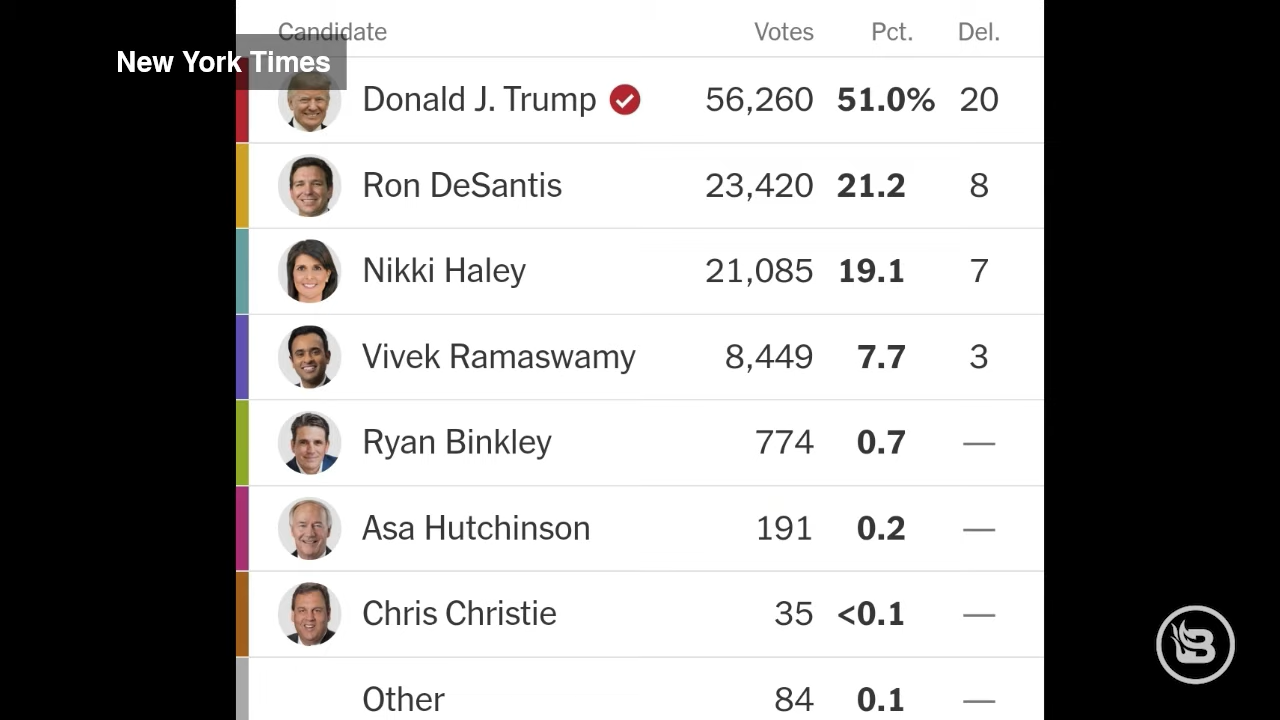 Candidate Votes Pct. Del.
New York Times
Donald J. Trump 56,260 51.0% 20
Ron DeSantis 23,420 21.2 8
Nikki Haley 21,085 19.1 7
Vivek Ramaswamy 8,449 7.7 3
Ryan Binkley 774 0.7 —
Asa Hutchinson 191 0.2 —
Chris Christie 35 <0.1 —
Other 84 0.1 —
B